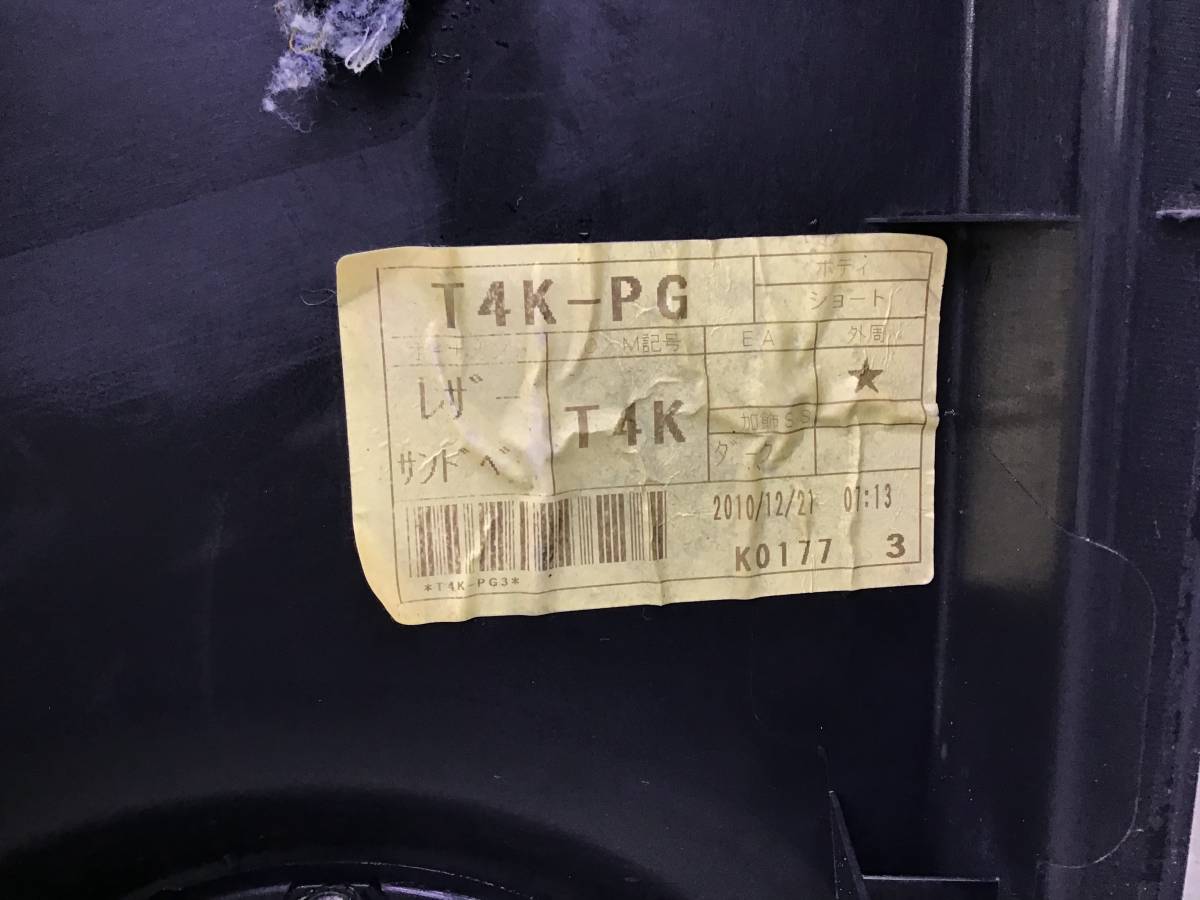 T4K-PG
ボディ
ショート
M記号
EA
外周
レザー
T4K
★
加飾SS
サンドベ
ダーク
2010/12/21 01:13
K0177 3
*T4K-PG3*